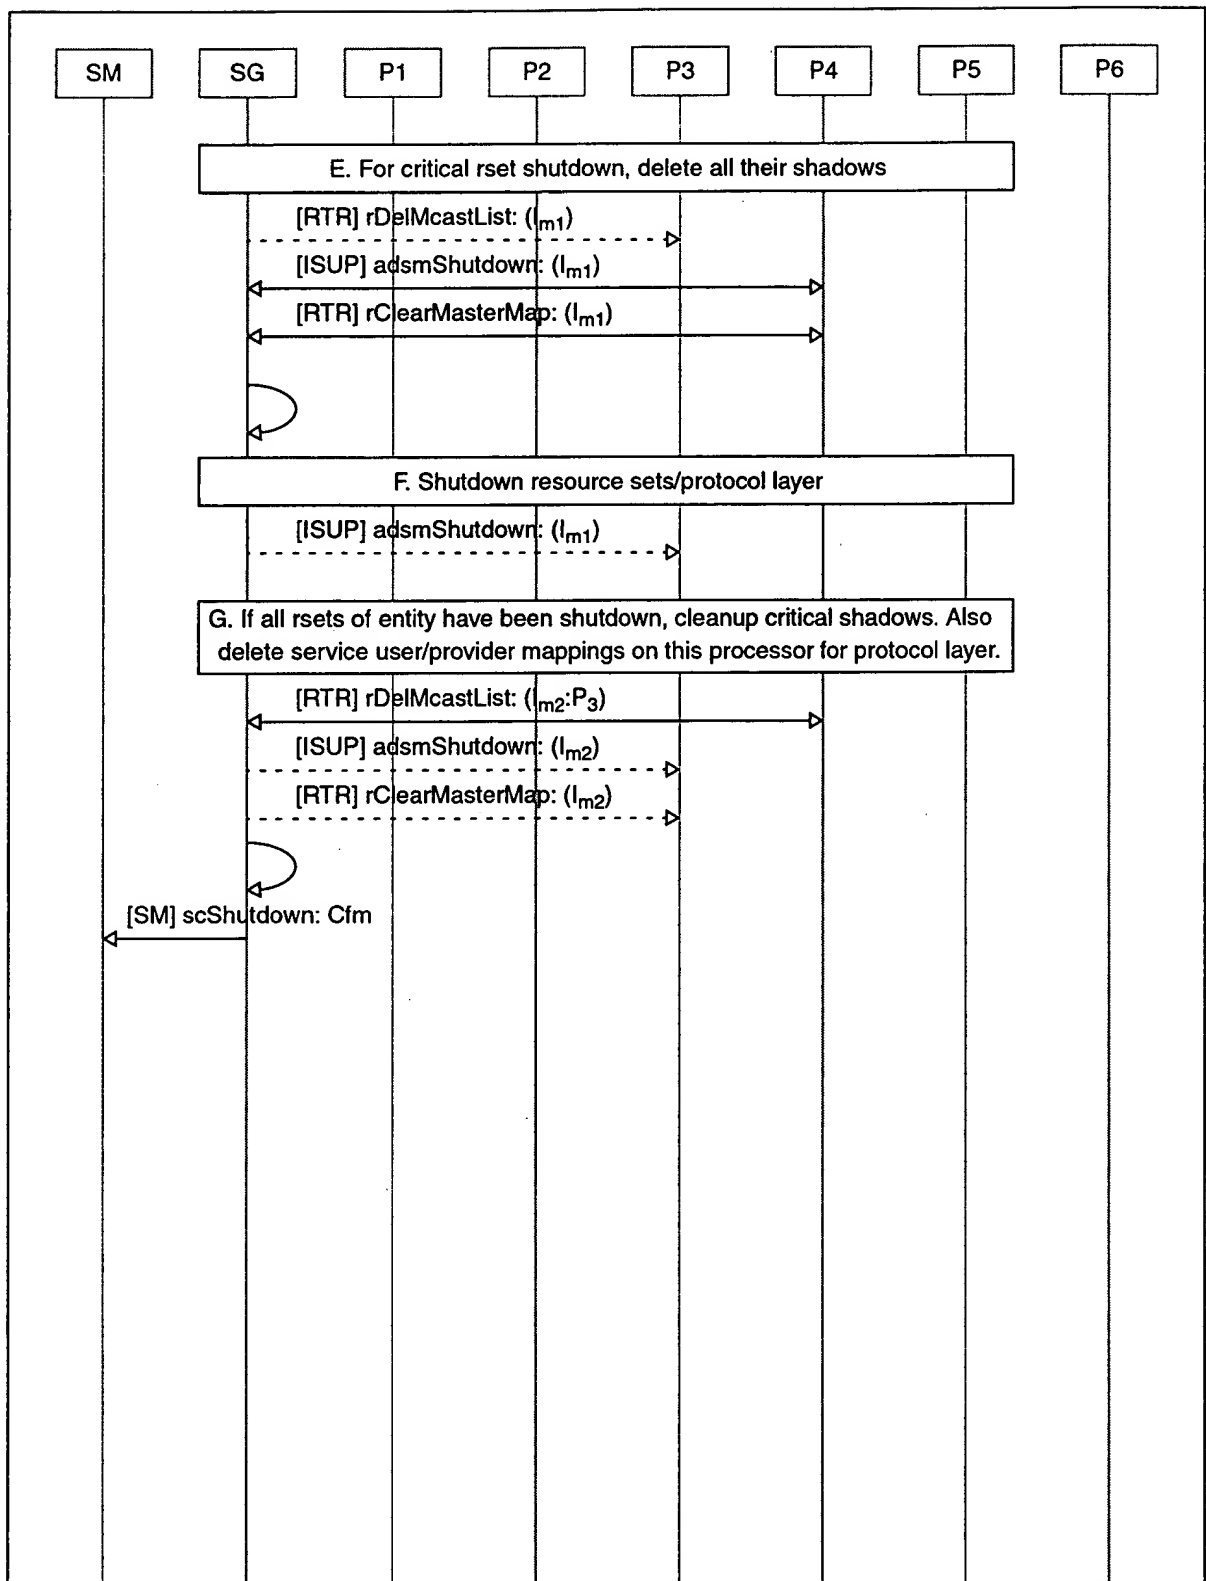 SM SG P1 P2 P3 P4 P5 P6
E. For critical rset shutdown, delete all their shadows
[RTR] rDelMcastList: (Im1)
[ISUP] adsmShutdown: (Im1)
[RTR] rClearMasterMap: (Im1)
F. Shutdown resource sets/protocol layer
[ISUP] adsmShutdown: (Im1)
G. If all rsets of entity have been shutdown, cleanup critical shadows. Also
delete service user/provider mappings on this processor for protocol layer.
[RTR] rDelMcastList: (Im2:P3)
[ISUP] adsmShutdown: (Im2)
[RTR] rClearMasterMap: (Im2)
[SM] scShutdown: Cfm